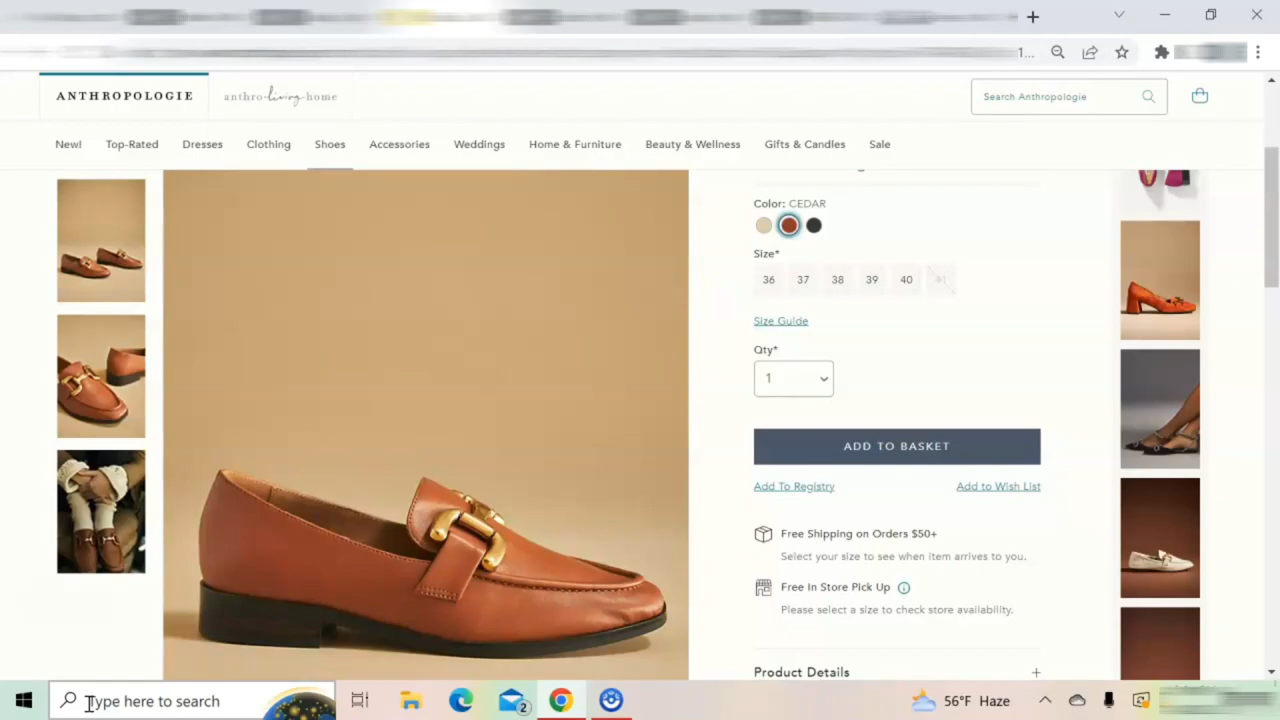 1...
ANTHROPOLOGIE
anthro-living-home
Search Anthropologie
New! Top-Rated Dresses Clothing Shoes Accessories Weddings Home & Furniture Beauty & Wellness Gifts & Candles Sale
Color: CEDAR
Size*
36 37 38 39 40 41
Size Guide
Qty*
1
ADD TO BASKET
Add To Registry Add to Wish List
Free Shipping on Orders $50+
Select your size to see when item arrives to you.
Free In Store Pick Up
Please select a size to check store availability.
Product Details +
Type here to search
2
56°F Haze